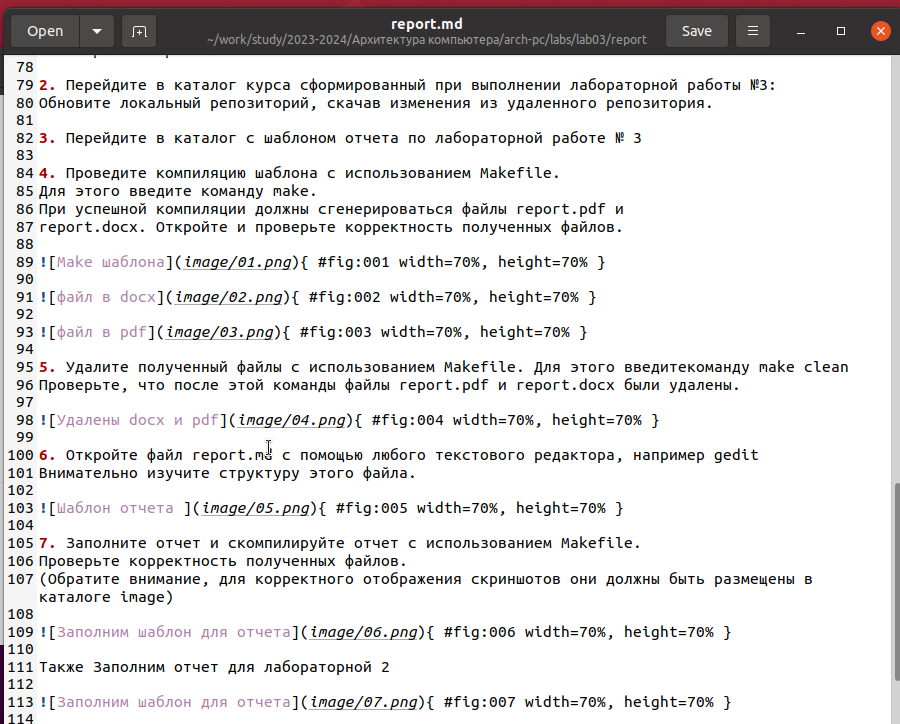 Open
report.md
~/work/study/2023-2024/Архитектура компьютера/arch-pc/labs/lab03/report
Save
78
79 2. Перейдите в каталог курса сформированный при выполнении лабораторной работы №3:
80 Обновите локальный репозиторий, скачав изменения из удаленного репозитория.
81
82 3. Перейдите в каталог с шаблоном отчета по лабораторной работе № 3
83
84 4. Проведите компиляцию шаблона с использованием Makefile.
85 Для этого введите команду make.
86 При успешной компиляции должны сгенерироваться файлы report.pdf и
87 report.docx. Откройте и проверьте корректность полученных файлов.
88
89 ![Make шаблона](image/01.png){ #fig:001 width=70%, height=70% }
90
91 ![файл в docx](image/02.png){ #fig:002 width=70%, height=70% }
92
93 ![файл в pdf](image/03.png){ #fig:003 width=70%, height=70% }
94
95 5. Удалите полученный файлы с использованием Makefile. Для этого введитекоманду make clean
96 Проверьте, что после этой команды файлы report.pdf и report.docx были удалены.
97
98 ![Удалены docx и pdf](image/04.png){ #fig:004 width=70%, height=70% }
99
100 6. Откройте файл report.md с помощью любого текстового редактора, например gedit
101 Внимательно изучите структуру этого файла.
102
103 ![Шаблон отчета ](image/05.png){ #fig:005 width=70%, height=70% }
104
105 7. Заполните отчет и скомпилируйте отчет с использованием Makefile.
106 Проверьте корректность полученных файлов.
107 (Обратите внимание, для корректного отображения скриншотов они должны быть размещены в
каталоге image)
108
109 ![Заполним шаблон для отчета](image/06.png){ #fig:006 width=70%, height=70% }
110
111 Также Заполним отчет для лабораторной 2
112
113 ![Заполним шаблон для отчета](image/07.png){ #fig:007 width=70%, height=70% }
114